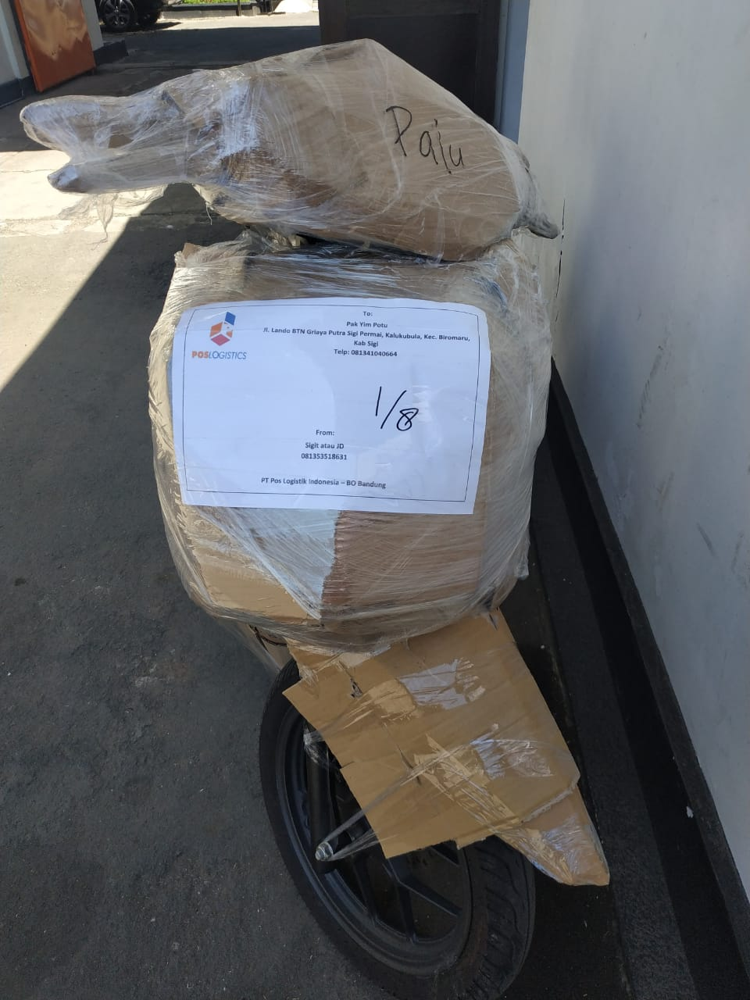 Palu
POSLOGISTICS
To:
Pak Yim Potu
Jl. Lando BTN Griaya Putra Sigi Permai, Kalukubula, Kec. Biromaru,
Kab Sigi
Telp: 081341040664
1/8
From:
Sigit atau JD
081353518631
PT Pos Logistik Indonesia – BO Bandung